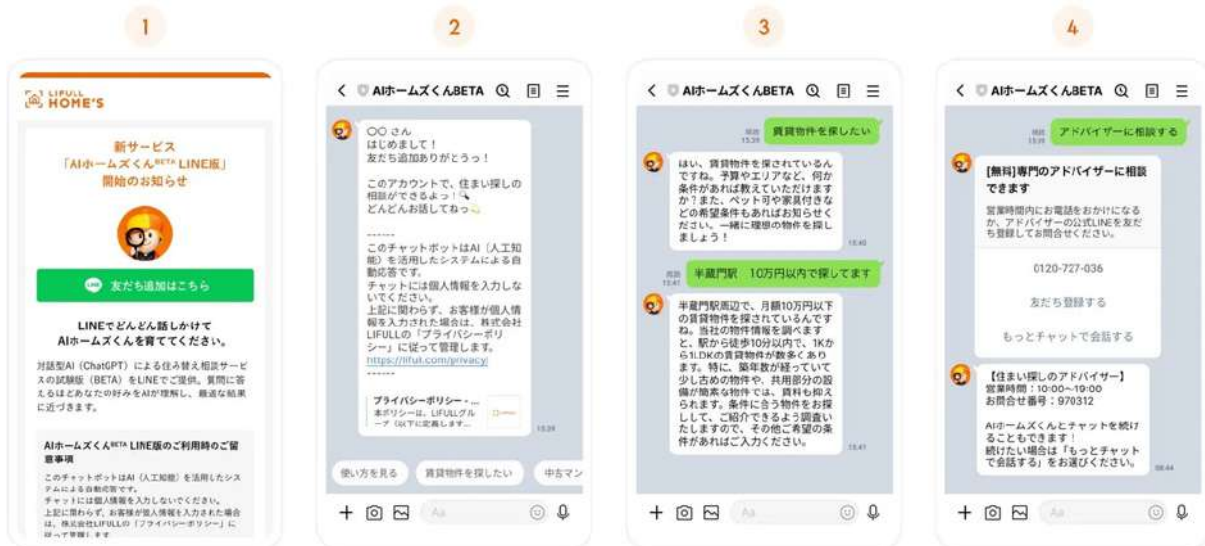 1
LIFULL
HOME'S
新サービス
「AIホームズくんBETA LINE版」
開始のお知らせ
LINE
友だち追加はこちら
LINEでどんどん話しかけて
AIホームズくんを育ててください。
対話型AI（ChatGPT）による住み替え相談サービ
スの試験版（BETA）をLINEでご提供。質問に答
えるほどあなたの好みをAIが理解し、最適な結果
に近づきます。
AIホームズくんBETA LINE版のご利用時のご留
意事項
このチャットボットはAI（人工知能）を活用したシス
テムによる自動応答です。
チャットには個人情報を入力しないでください。
上記に関わらず、お客様が個人情報を入力された場合
は、株式会社LIFULLの「プライバシーポリシー」に
従って管理します
2
AIホームズくんBETA
〇〇 さん
はじめまして！
友だち追加ありがとうっ！
このアカウントで、住まい探しの
相談ができるよっ！🔍
どんどんお話してねっ💫
------
このチャットボットはAI（人工知
能）を活用したシステムによる自
動応答です。
チャットには個人情報を入力しな
いでください。
上記に関わらず、お客様が個人情
報を入力された場合は、株式会社
LIFULLの「プライバシーポリ
シー」に従って管理します。
https://lifull.com/privacy/
------
プライバシーポリシー - ...
本ポリシーは、LIFULLグル
ープ（以下に定義します...
15:39
使い方を見る
賃貸物件を探したい
中古マン
Aa
3
AIホームズくんBETA
既読
15:39
賃貸物件を探したい
はい、賃貸物件を探されているん
ですね。予算やエリアなど、何か
条件があれば教えていただけます
か？また、ペット可や家具付きな
どの希望条件もあればお知らせく
ださい。一緒に理想の物件を探し
ましょう！
15:40
既読
15:41
半蔵門駅　10万円以内で探してます
半蔵門駅周辺で、月額10万円以下
の賃貸物件を探されているんです
ね。当社の物件情報を調べます
と、駅から徒歩10分以内で、1Kか
ら1LDKの賃貸物件が数多くあり
ます。特に、築年数が経っていて
少し古めの物件や、共用部分の設
備が簡素な物件では、賃料も抑え
られます。条件に合う物件をお探
しして、ご紹介できるよう調査い
たしますので、その他ご希望の条
件があればご入力ください。
15:41
Aa
4
AIホームズくんBETA
既読
アドバイザーに相談する
[無料]専門のアドバイザーに相談
できます
営業時間内にお電話をおかけになる
か、アドバイザーの公式LINEを友だ
ち登録してお問合せください。
0120-727-036
友だち登録する
もっとチャットで会話する
【住まい探しのアドバイザー】
営業時間：10:00〜19:00
お問合せ番号：970312
AIホームズくんとチャットを続け
ることもできます！
続けたい場合は「もっとチャット
で会話する」をお選びください。
Aa